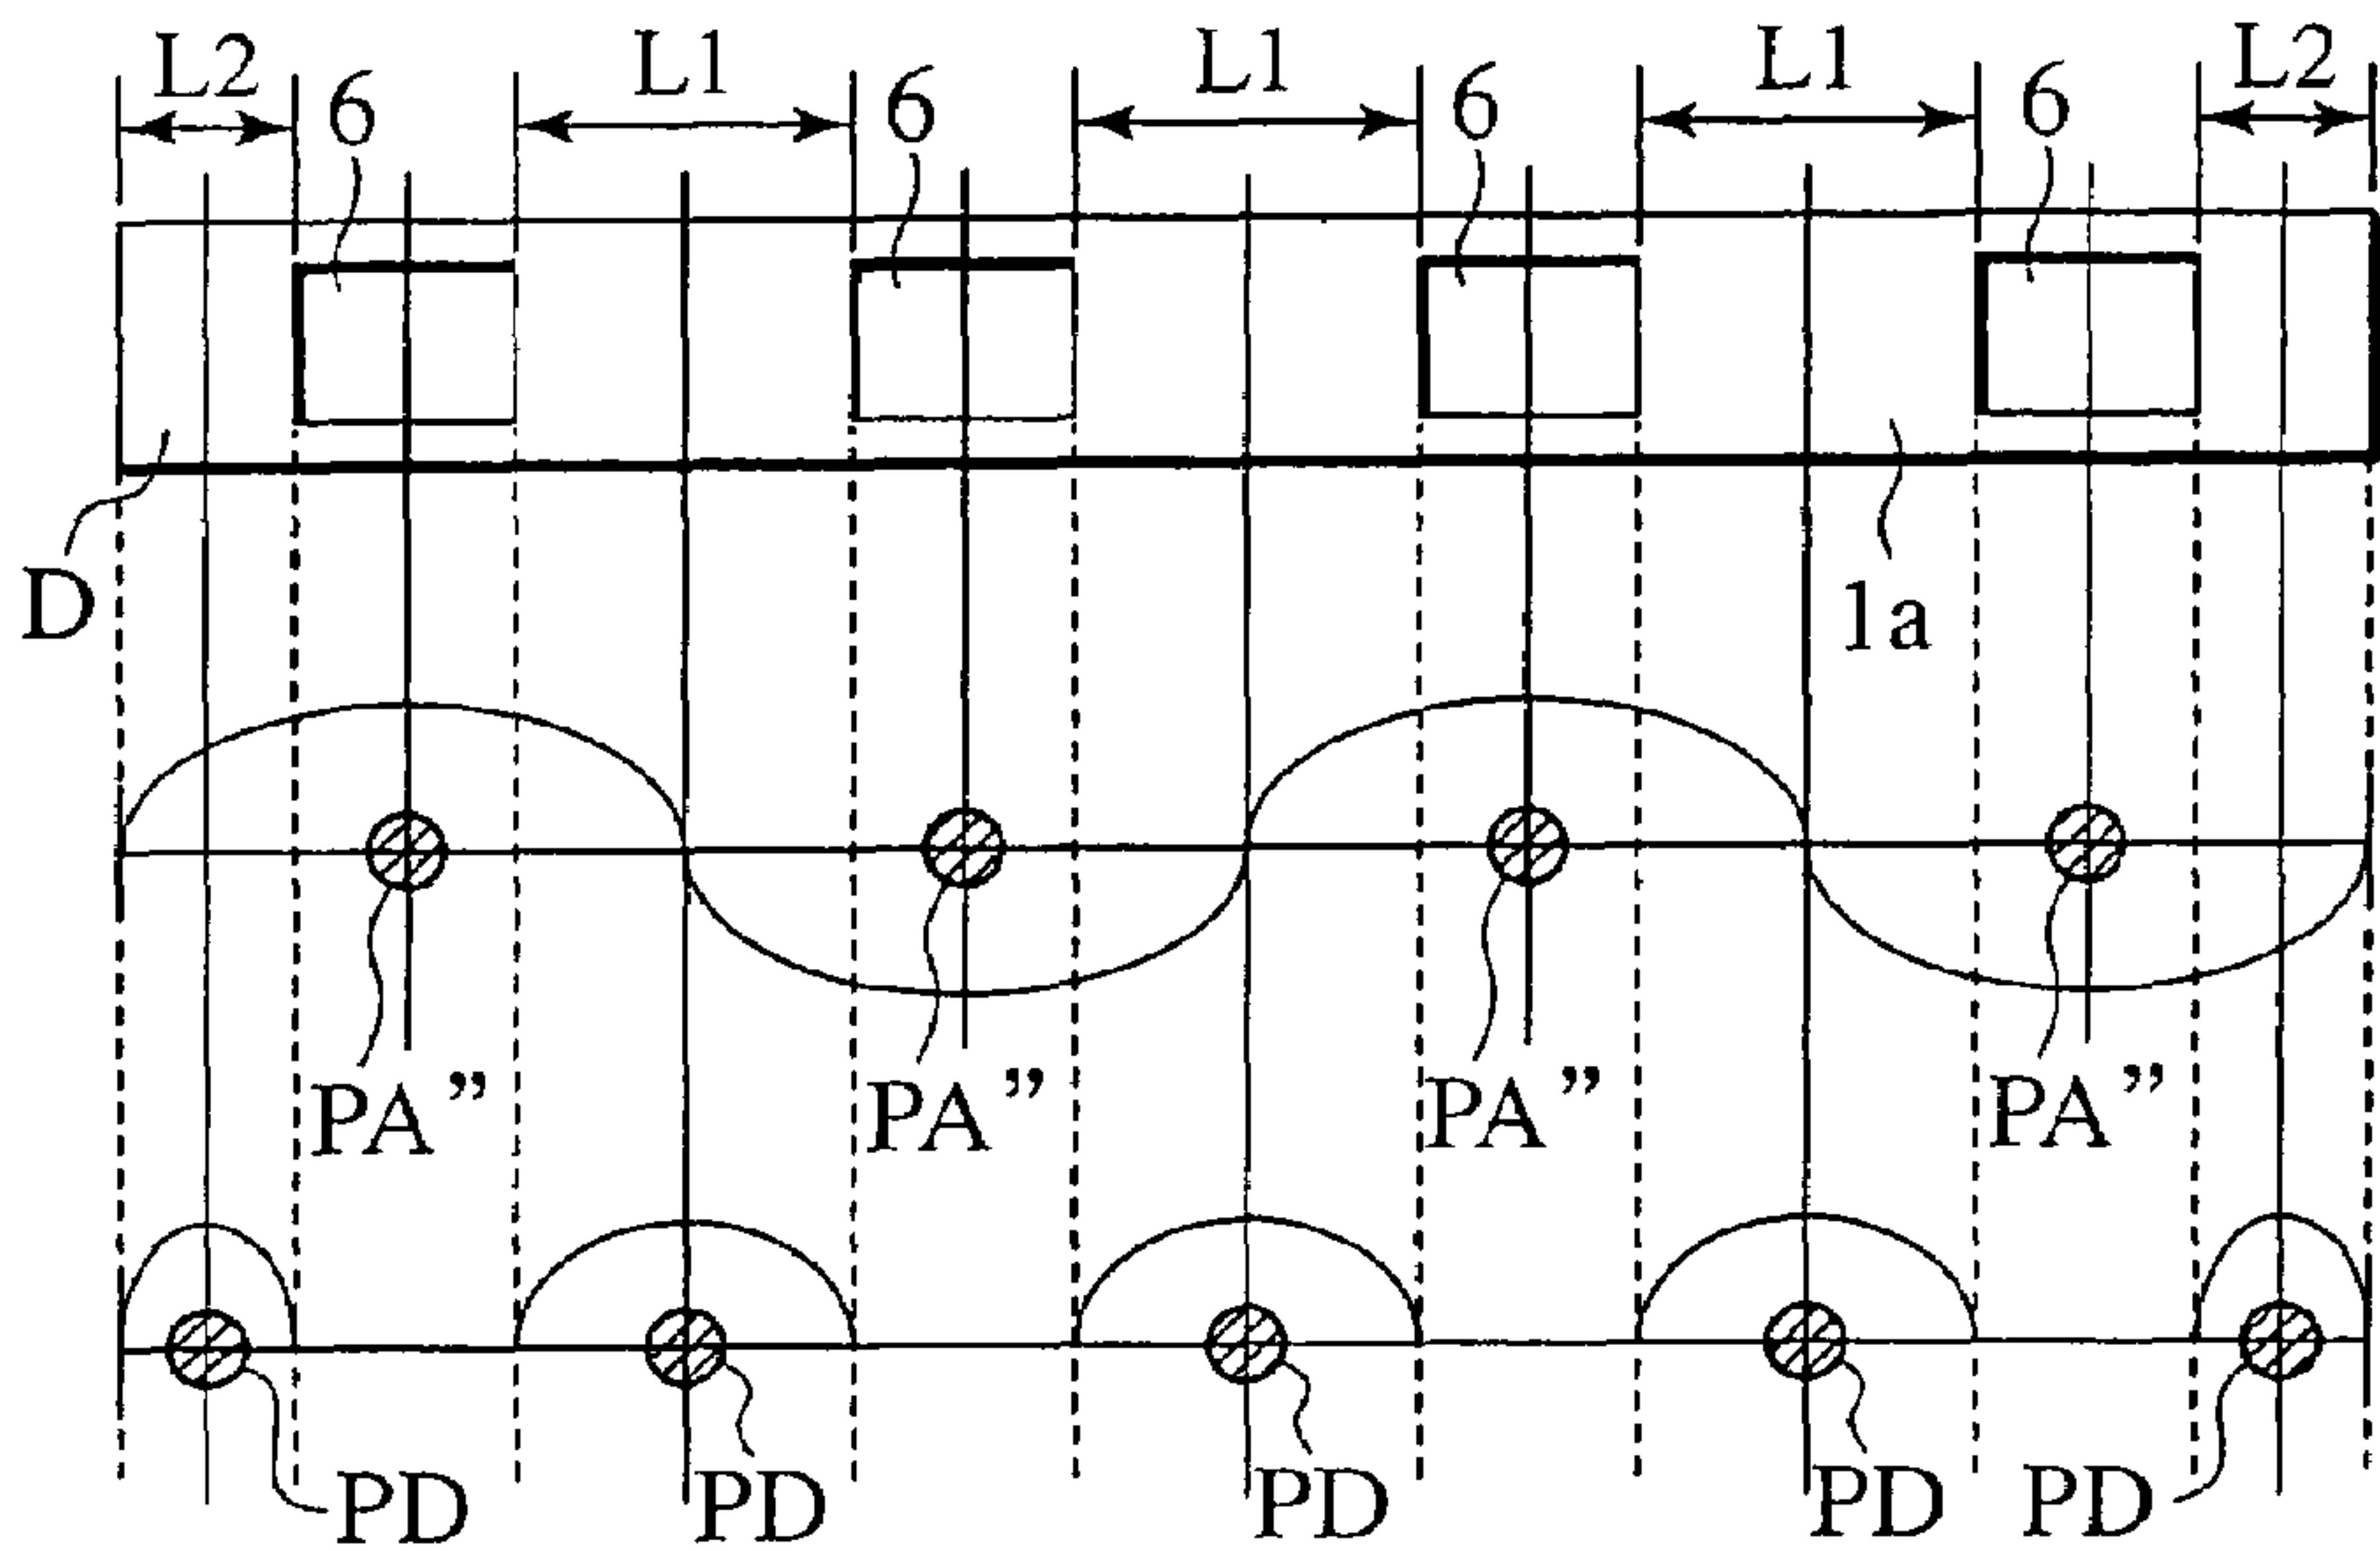 L2 L1 L1 L1 L2
6 6 6 6
D 1a
PA” PA” PA” PA”
PD PD PD PD PD